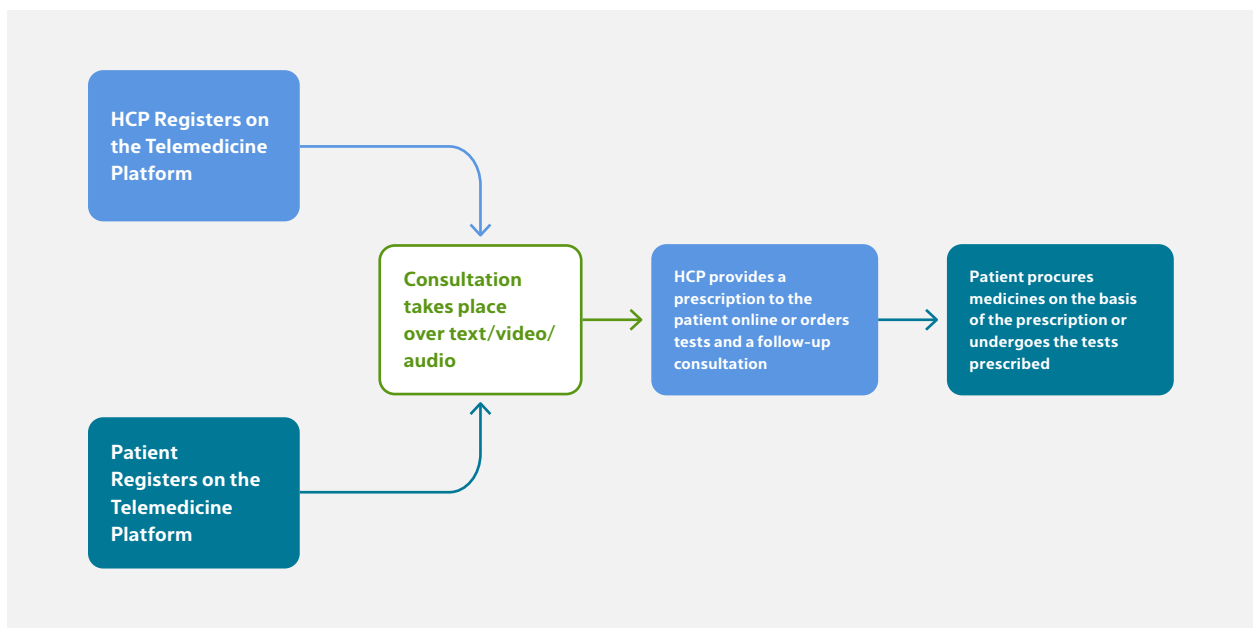 HCP Registers on
the Telemedicine
Platform
Consultation
takes place
over text/video/
audio
HCP provides a
prescription to the
patient online or orders
tests and a follow-up
consultation
Patient procures
medicines on the basis
of the prescription or
undergoes the tests
prescribed
Patient
Registers on the
Telemedicine
Platform